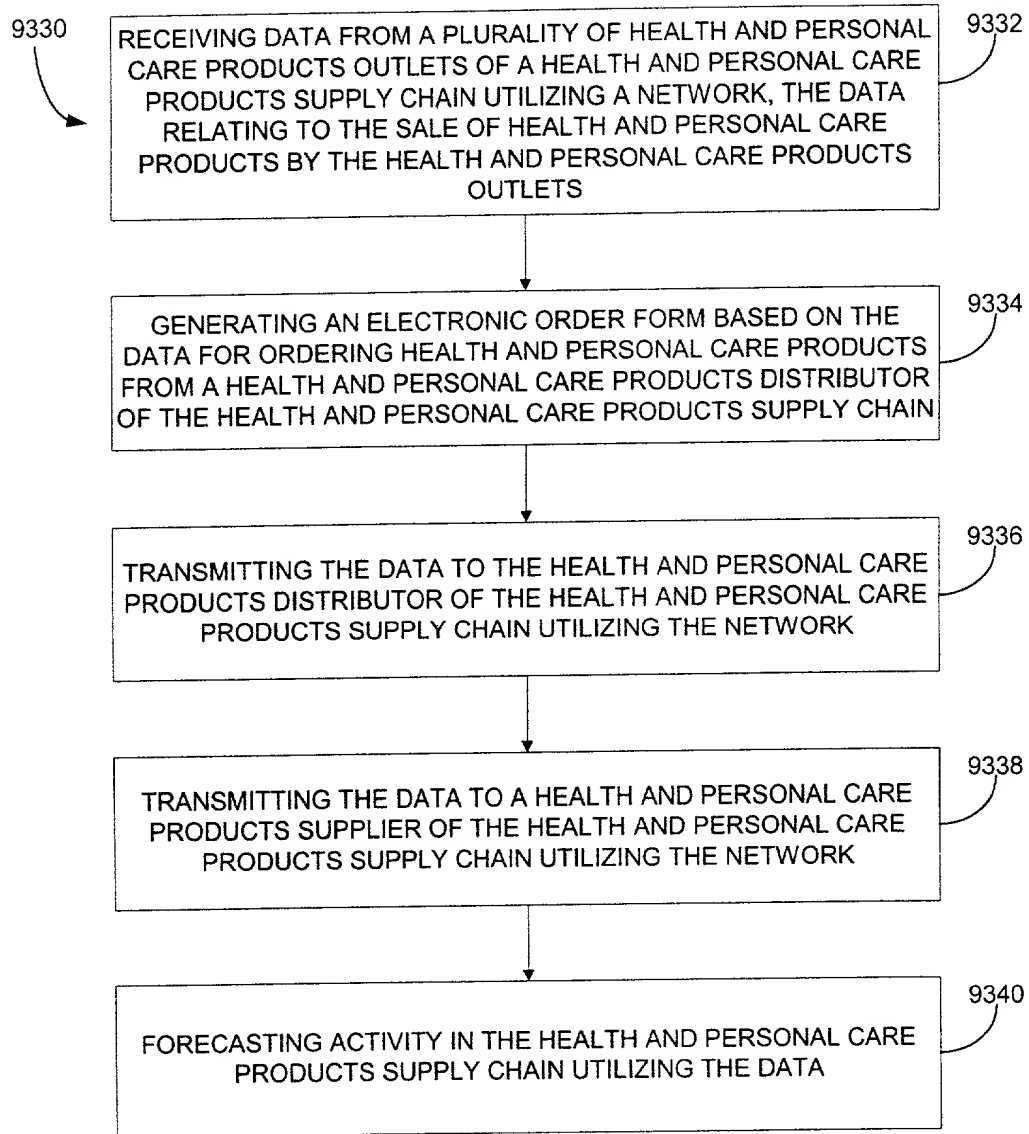 9330
RECEIVING DATA FROM A PLURALITY OF HEALTH AND PERSONAL
CARE PRODUCTS OUTLETS OF A HEALTH AND PERSONAL CARE
PRODUCTS SUPPLY CHAIN UTILIZING A NETWORK, THE DATA
RELATING TO THE SALE OF HEALTH AND PERSONAL CARE
PRODUCTS BY THE HEALTH AND PERSONAL CARE PRODUCTS
OUTLETS
9332
GENERATING AN ELECTRONIC ORDER FORM BASED ON THE
DATA FOR ORDERING HEALTH AND PERSONAL CARE PRODUCTS
FROM A HEALTH AND PERSONAL CARE PRODUCTS DISTRIBUTOR
OF THE HEALTH AND PERSONAL CARE PRODUCTS SUPPLY CHAIN
9334
TRANSMITTING THE DATA TO THE HEALTH AND PERSONAL CARE
PRODUCTS DISTRIBUTOR OF THE HEALTH AND PERSONAL CARE
PRODUCTS SUPPLY CHAIN UTILIZING THE NETWORK
9336
TRANSMITTING THE DATA TO A HEALTH AND PERSONAL CARE
PRODUCTS SUPPLIER OF THE HEALTH AND PERSONAL CARE
PRODUCTS SUPPLY CHAIN UTILIZING THE NETWORK
9338
FORECASTING ACTIVITY IN THE HEALTH AND PERSONAL CARE
PRODUCTS SUPPLY CHAIN UTILIZING THE DATA
9340